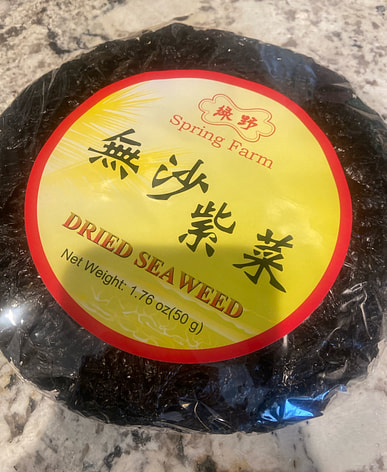 綠野
Spring Farm
無沙紫菜
DRIED SEAWEED
Net Weight: 1.76 oz(50 g)